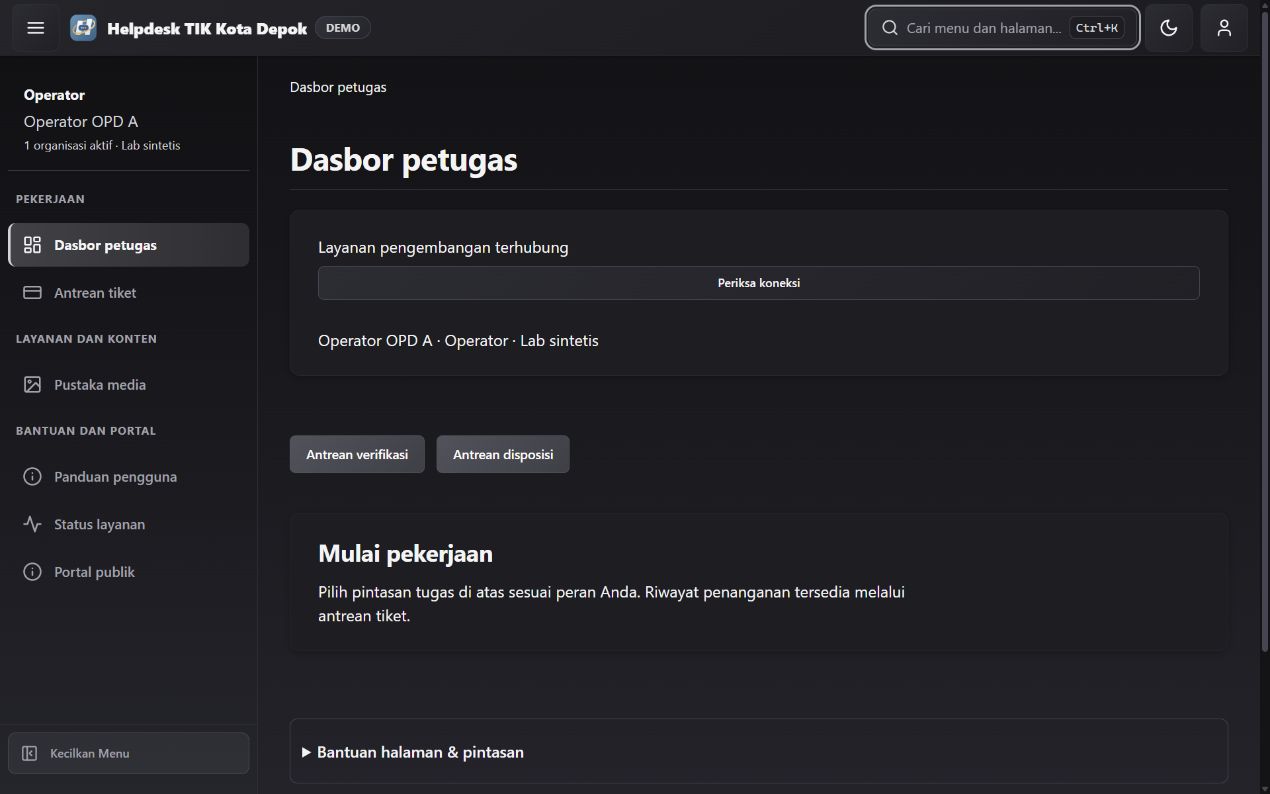 Helpdesk TIK Kota Depok DEMO
Cari menu dan halaman... Ctrl+K
Operator
Operator OPD A
1 organisasi aktif · Lab sintetis
PEKERJAAN
Dasbor petugas
Antrean tiket
LAYANAN DAN KONTEN
Pustaka media
BANTUAN DAN PORTAL
Panduan pengguna
Status layanan
Portal publik
Kecilkan Menu
Dasbor petugas
Dasbor petugas
Layanan pengembangan terhubung
Periksa koneksi
Operator OPD A · Operator · Lab sintetis
Antrean verifikasi
Antrean disposisi
Mulai pekerjaan
Pilih pintasan tugas di atas sesuai peran Anda. Riwayat penanganan tersedia melalui
antrean tiket.
Bantuan halaman & pintasan